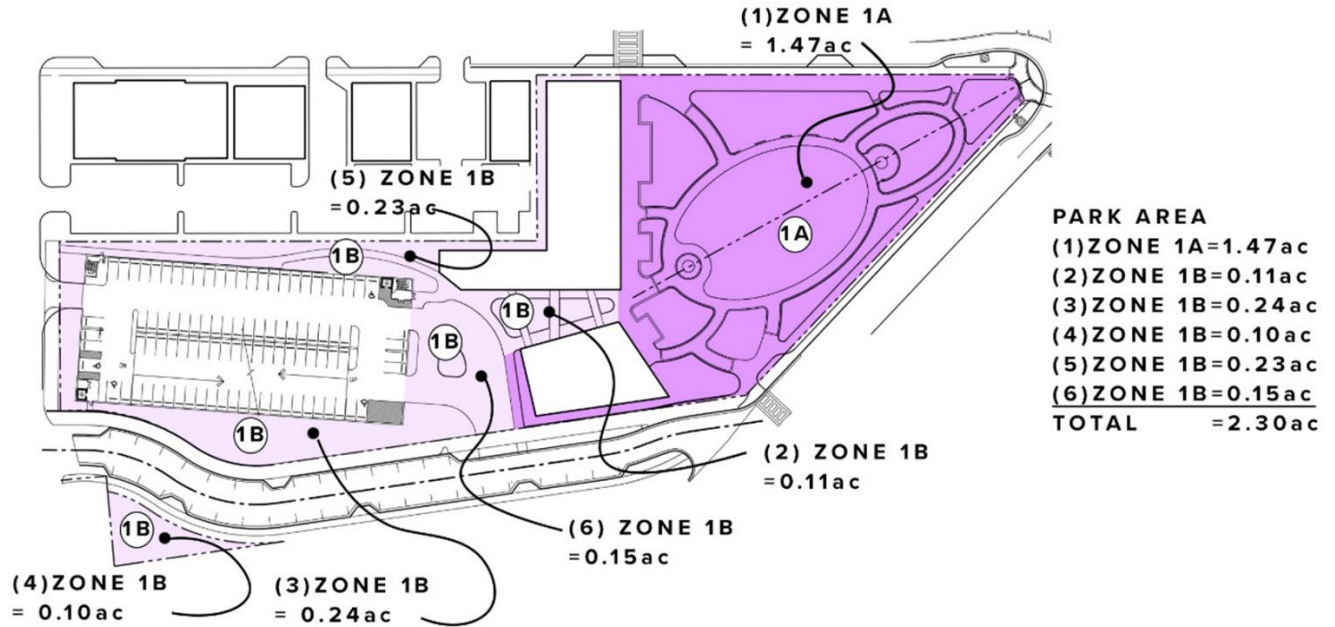 (1)ZONE 1A
= 1.47ac
(5) ZONE 1B
=0.23ac
1B
1A
1B
1B
1B
1B
(2) ZONE 1B
=0.11ac
(6) ZONE 1B
=0.15ac
(4)ZONE 1B
= 0.10ac
(3)ZONE 1B
= 0.24ac
PARK AREA
(1)ZONE 1A=1.47ac
(2)ZONE 1B=0.11ac
(3)ZONE 1B=0.24ac
(4)ZONE 1B=0.10ac
(5)ZONE 1B=0.23ac
(6)ZONE 1B=0.15ac
TOTAL =2.30ac